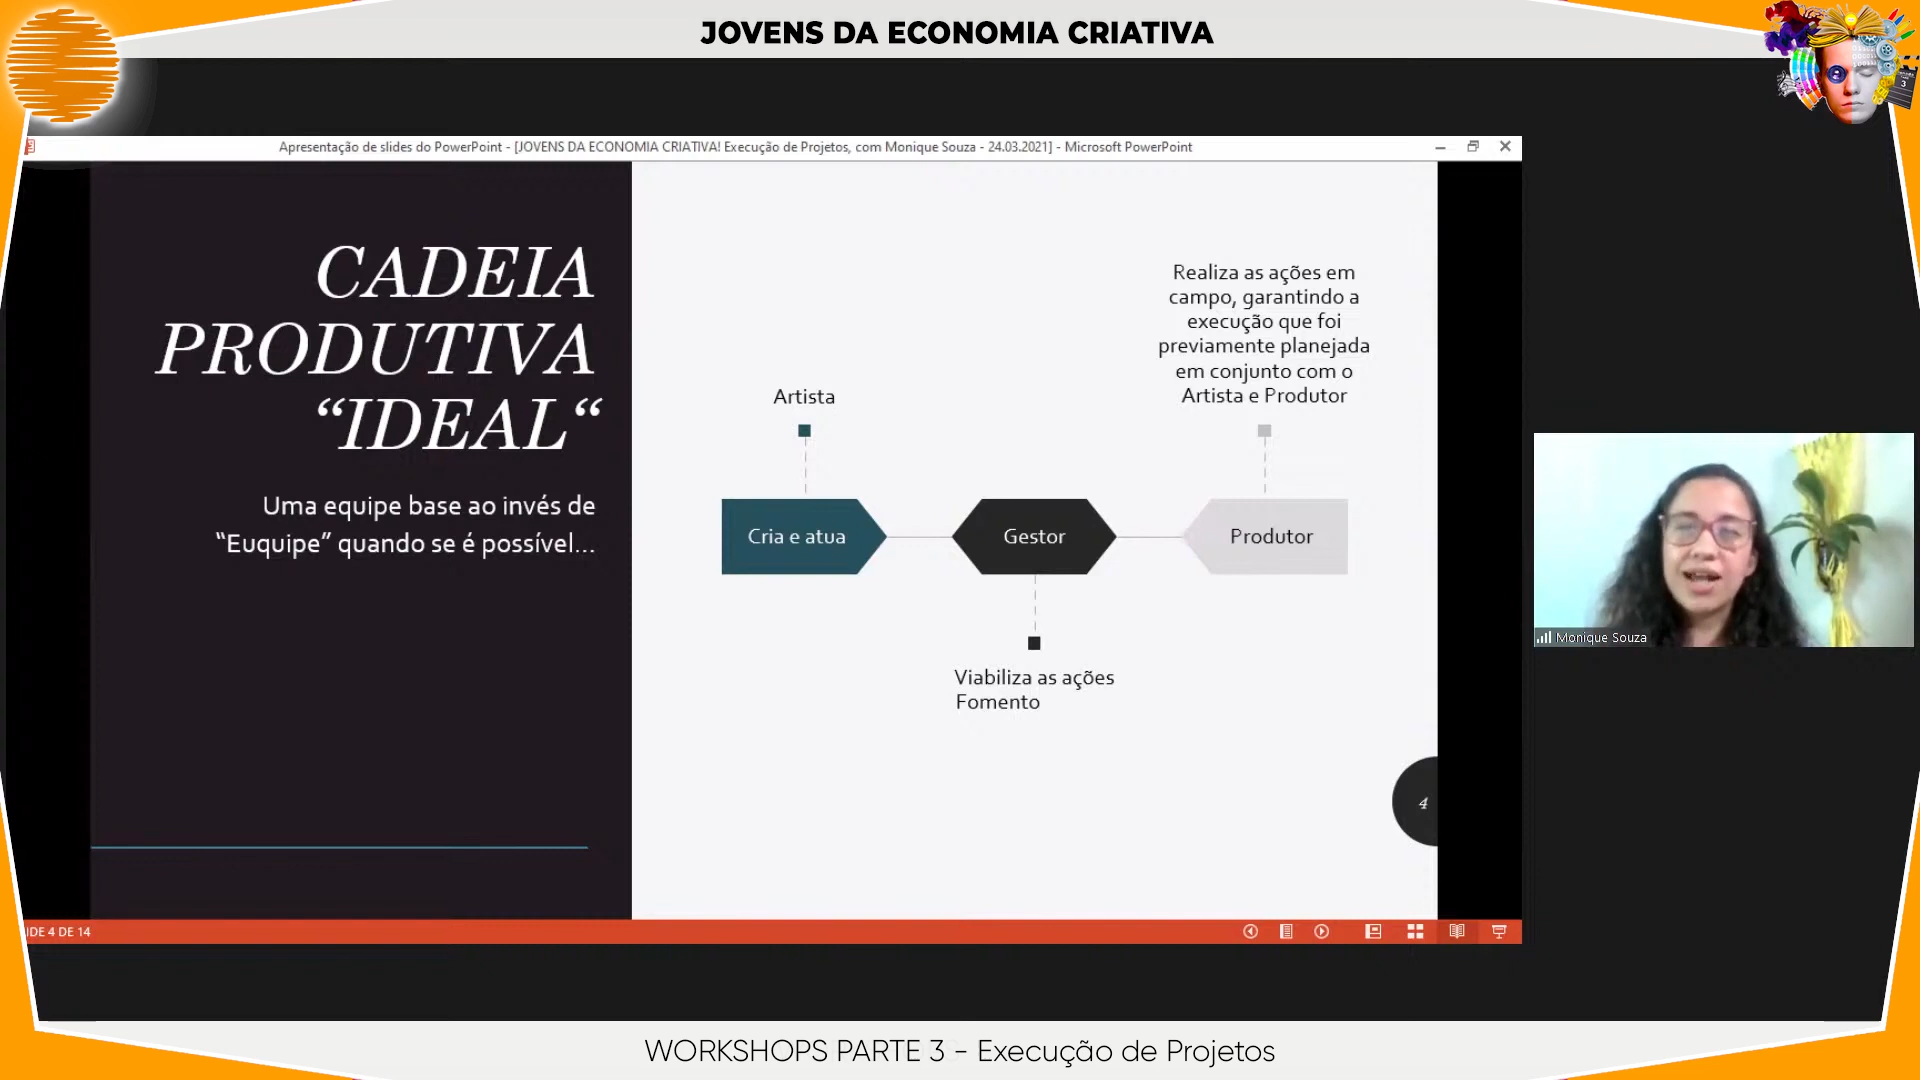 JOVENS DA ECONOMIA CRIATIVA
Apresentação de slides do PowerPoint - [JOVENS DA ECONOMIA CRIATIVA! Execução de Projetos, com Monique Souza - 24.03.2021] - Microsoft PowerPoint
CADEIA
PRODUTIVA
“IDEAL“
Uma equipe base ao invés de
“Euquipe” quando se é possível...
Artista
Cria e atua
Gestor
Viabiliza as ações
Fomento
Realiza as ações em
campo, garantindo a
execução que foi
previamente planejada
em conjunto com o
Artista e Produtor
Produtor
4
Monique Souza
IDE 4 DE 14
WORKSHOPS PARTE 3 - Execução de Projetos